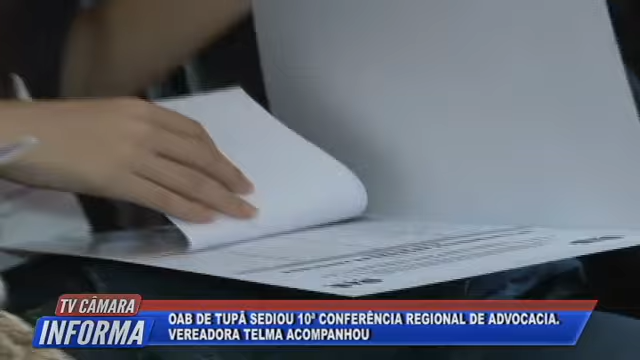 TV CÂMARA
INFORMA
OAB DE TUPÃ SEDIOU 10ª CONFERÊNCIA REGIONAL DE ADVOCACIA.
VEREADORA TELMA ACOMPANHOU